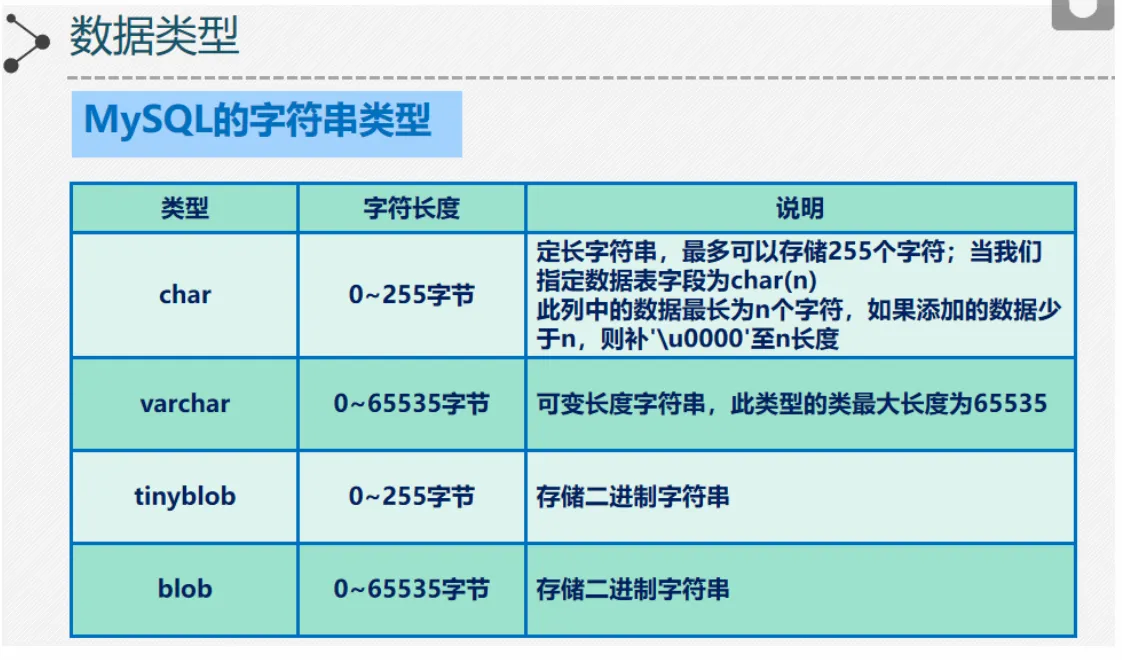 数据类型
MySQL的字符串类型
类型 字符长度 说明
char 0~255字节 定长字符串，最多可以存储255个字符；当我们
指定数据表字段为char(n)
此列中的数据最长为n个字符，如果添加的数据少
于n，则补'\u0000'至n长度
varchar 0~65535字节 可变长度字符串，此类型的类最大长度为65535
tinyblob 0~255字节 存储二进制字符串
blob 0~65535字节 存储二进制字符串